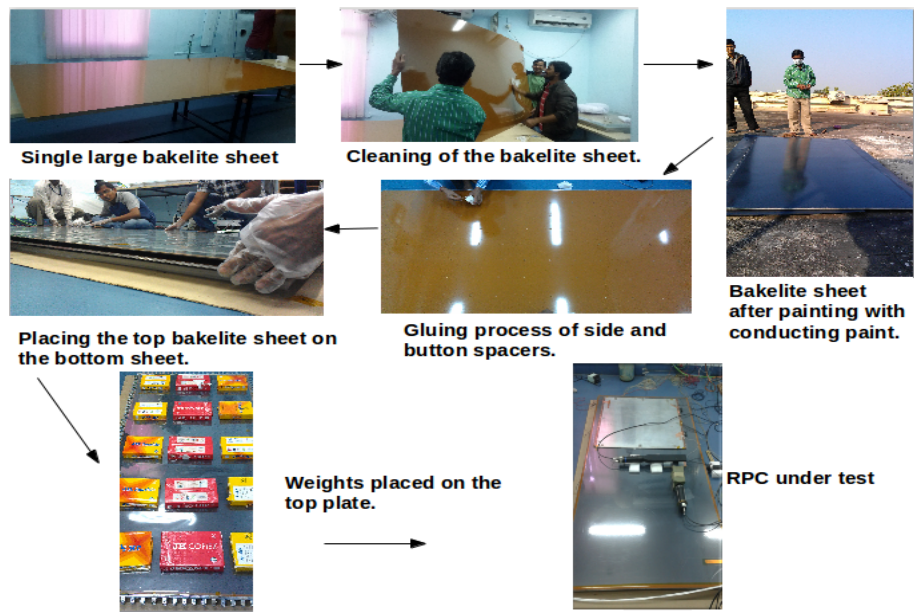 Single large bakelite sheet
Cleaning of the bakelite sheet.
Bakelite sheet
after painting with
conducting paint.
Gluing process of side and
button spacers.
Placing the top bakelite sheet on
the bottom sheet.
JK COPIER
Weights placed on the
top plate.
RPC under test